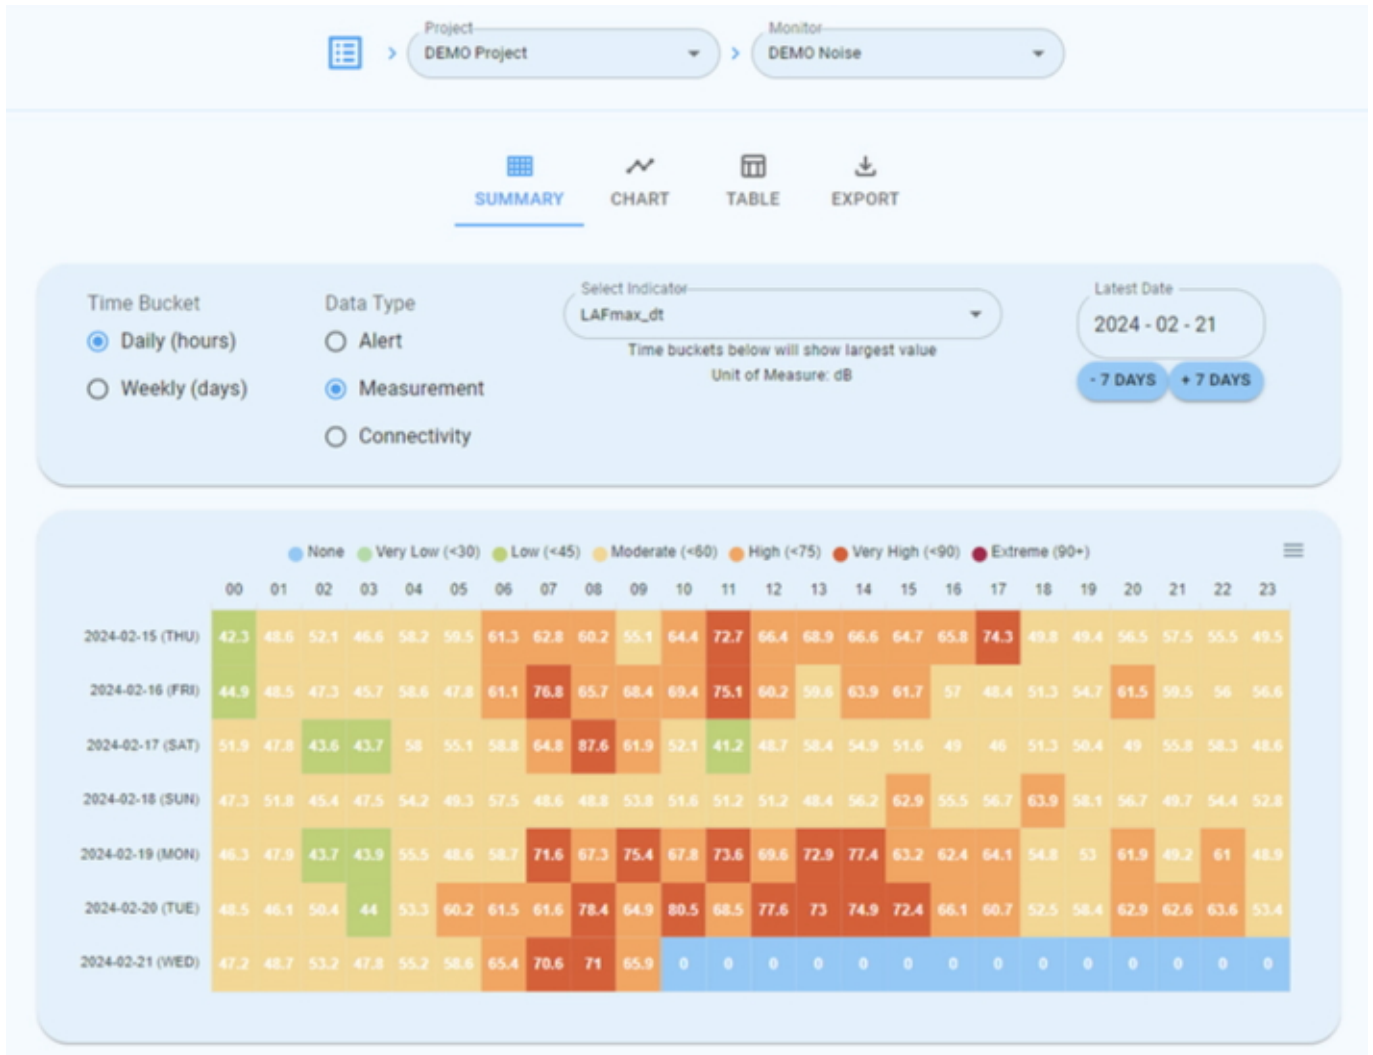 Project
DEMO Project
Monitor
DEMO Noise
SUMMARY CHART TABLE EXPORT
Time Bucket
Daily (hours)
Weekly (days)
Data Type
Alert
Measurement
Connectivity
Select Indicator
LAFmax_dt
Time buckets below will show largest value
Unit of Measure: dB
Latest Date
2024 - 02 - 21
- 7 DAYS + 7 DAYS
None Very Low (<30) Low (<45) Moderate (<60) High (<75) Very High (<90) Extreme (90+)
00 01 02 03 04 05 06 07 08 09 10 11 12 13 14 15 16 17 18 19 20 21 22 23
2024-02-15 (THU) 42.3 48.6 52.1 46.6 58.2 59.5 61.3 62.8 60.2 55.1 64.4 72.7 66.4 68.9 66.6 64.7 65.8 74.3 49.8 49.4 56.5 57.5 55.5 49.5
2024-02-16 (FRI) 44.9 48.5 47.3 45.7 58.6 47.8 61.1 76.8 65.7 68.4 69.4 75.1 60.2 59.6 63.9 61.7 57 48.4 51.3 54.7 61.5 59.5 56 56.6
2024-02-17 (SAT) 51.9 47.8 43.6 43.7 58 55.1 58.8 64.8 87.6 61.9 52.1 41.2 48.7 58.4 54.9 51.6 49 46 51.3 50.4 49 55.8 58.3 48.6
2024-02-18 (SUN) 47.3 51.8 45.4 47.5 54.2 49.3 57.5 48.6 48.8 53.8 51.6 51.2 51.2 48.4 56.2 62.9 55.5 56.7 63.9 58.1 56.7 49.7 54.4 52.8
2024-02-19 (MON) 46.3 47.9 43.7 43.9 55.5 48.6 58.7 71.6 67.3 75.4 67.8 73.6 69.6 72.9 77.4 63.2 62.4 64.1 54.8 53 61.9 49.2 61 48.9
2024-02-20 (TUE) 48.5 46.1 50.4 44 53.3 60.2 61.5 61.6 78.4 64.9 80.5 68.5 77.6 73 74.9 72.4 66.1 60.7 52.5 58.4 62.9 62.6 63.6 53.4
2024-02-21 (WED) 47.2 48.7 53.2 47.8 55.2 58.6 65.4 70.6 71 65.9 0 0 0 0 0 0 0 0 0 0 0 0 0 0